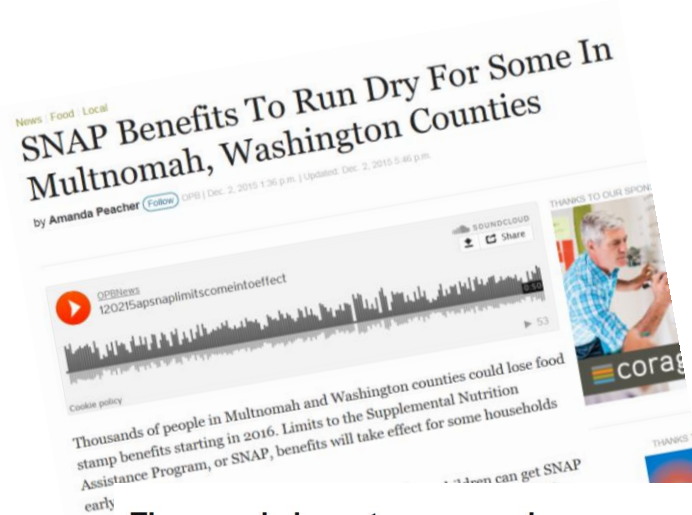 News | Food | Local
SNAP Benefits To Run Dry For Some In
Multnomah, Washington Counties
by Amanda Peacher Follow OPB | Dec. 2, 2015 1:36 p.m. | Updated: Dec. 2, 2015 5:46 p.m.
THANKS TO OUR SPON
SOUNDCLOUD
Share
OPBNews
120215apsnaplimitscomeintoeffect
0:50
53
Cookie policy
corag
Thousands of people in Multnomah and Washington counties could lose food
stamp benefits starting in 2016. Limits to the Supplemental Nutrition
Assistance Program, or SNAP, benefits will take effect for some households
early
children can get SNAP
THANKS